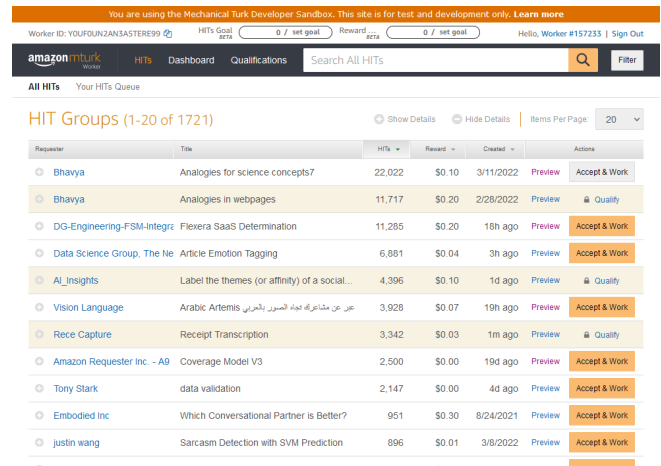 You are using the Mechanical Turk Developer Sandbox. This site is for test and development only. Learn more
Worker ID: YOUF0UN2AN3ASTERE99 HITs Goal BETA 0 / set goal Reward ... BETA 0 / set goal Hello, Worker #157233 | Sign Out
amazonmturk Worker HITs Dashboard Qualifications Search All HITs Filter
All HITs Your HITs Queue
HIT Groups (1-20 of 1721) Show Details Hide Details Items Per Page: 20
Requester Title HITs Reward Created Actions
Bhavya Analogies for science concepts7 22,022 $0.10 3/11/2022 Preview Accept & Work
Bhavya Analogies in webpages 11,717 $0.20 2/28/2022 Preview Qualify
DG-Engineering-FSM-Integra Flexera SaaS Determination 11,285 $0.20 18h ago Preview Accept & Work
Data Science Group, The Ne Article Emotion Tagging 6,881 $0.04 3h ago Preview Accept & Work
AI_Insights Label the themes (or affinity) of a social... 4,396 $0.10 1d ago Preview Qualify
Vision Language Arabic Artemis عبر عن مشاعرك تجاه الصور بالعربي 3,928 $0.07 19h ago Preview Accept & Work
Rece Capture Receipt Transcription 3,342 $0.03 1m ago Preview Qualify
Amazon Requester Inc. - A9 Coverage Model V3 2,500 $0.00 19d ago Preview Accept & Work
Tony Stark data validation 2,147 $0.00 4d ago Preview Accept & Work
Embodied Inc Which Conversational Partner is Better? 951 $0.30 8/24/2021 Preview Accept & Work
justin wang Sarcasm Detection with SVM Prediction 896 $0.01 3/8/2022 Preview Accept & Work